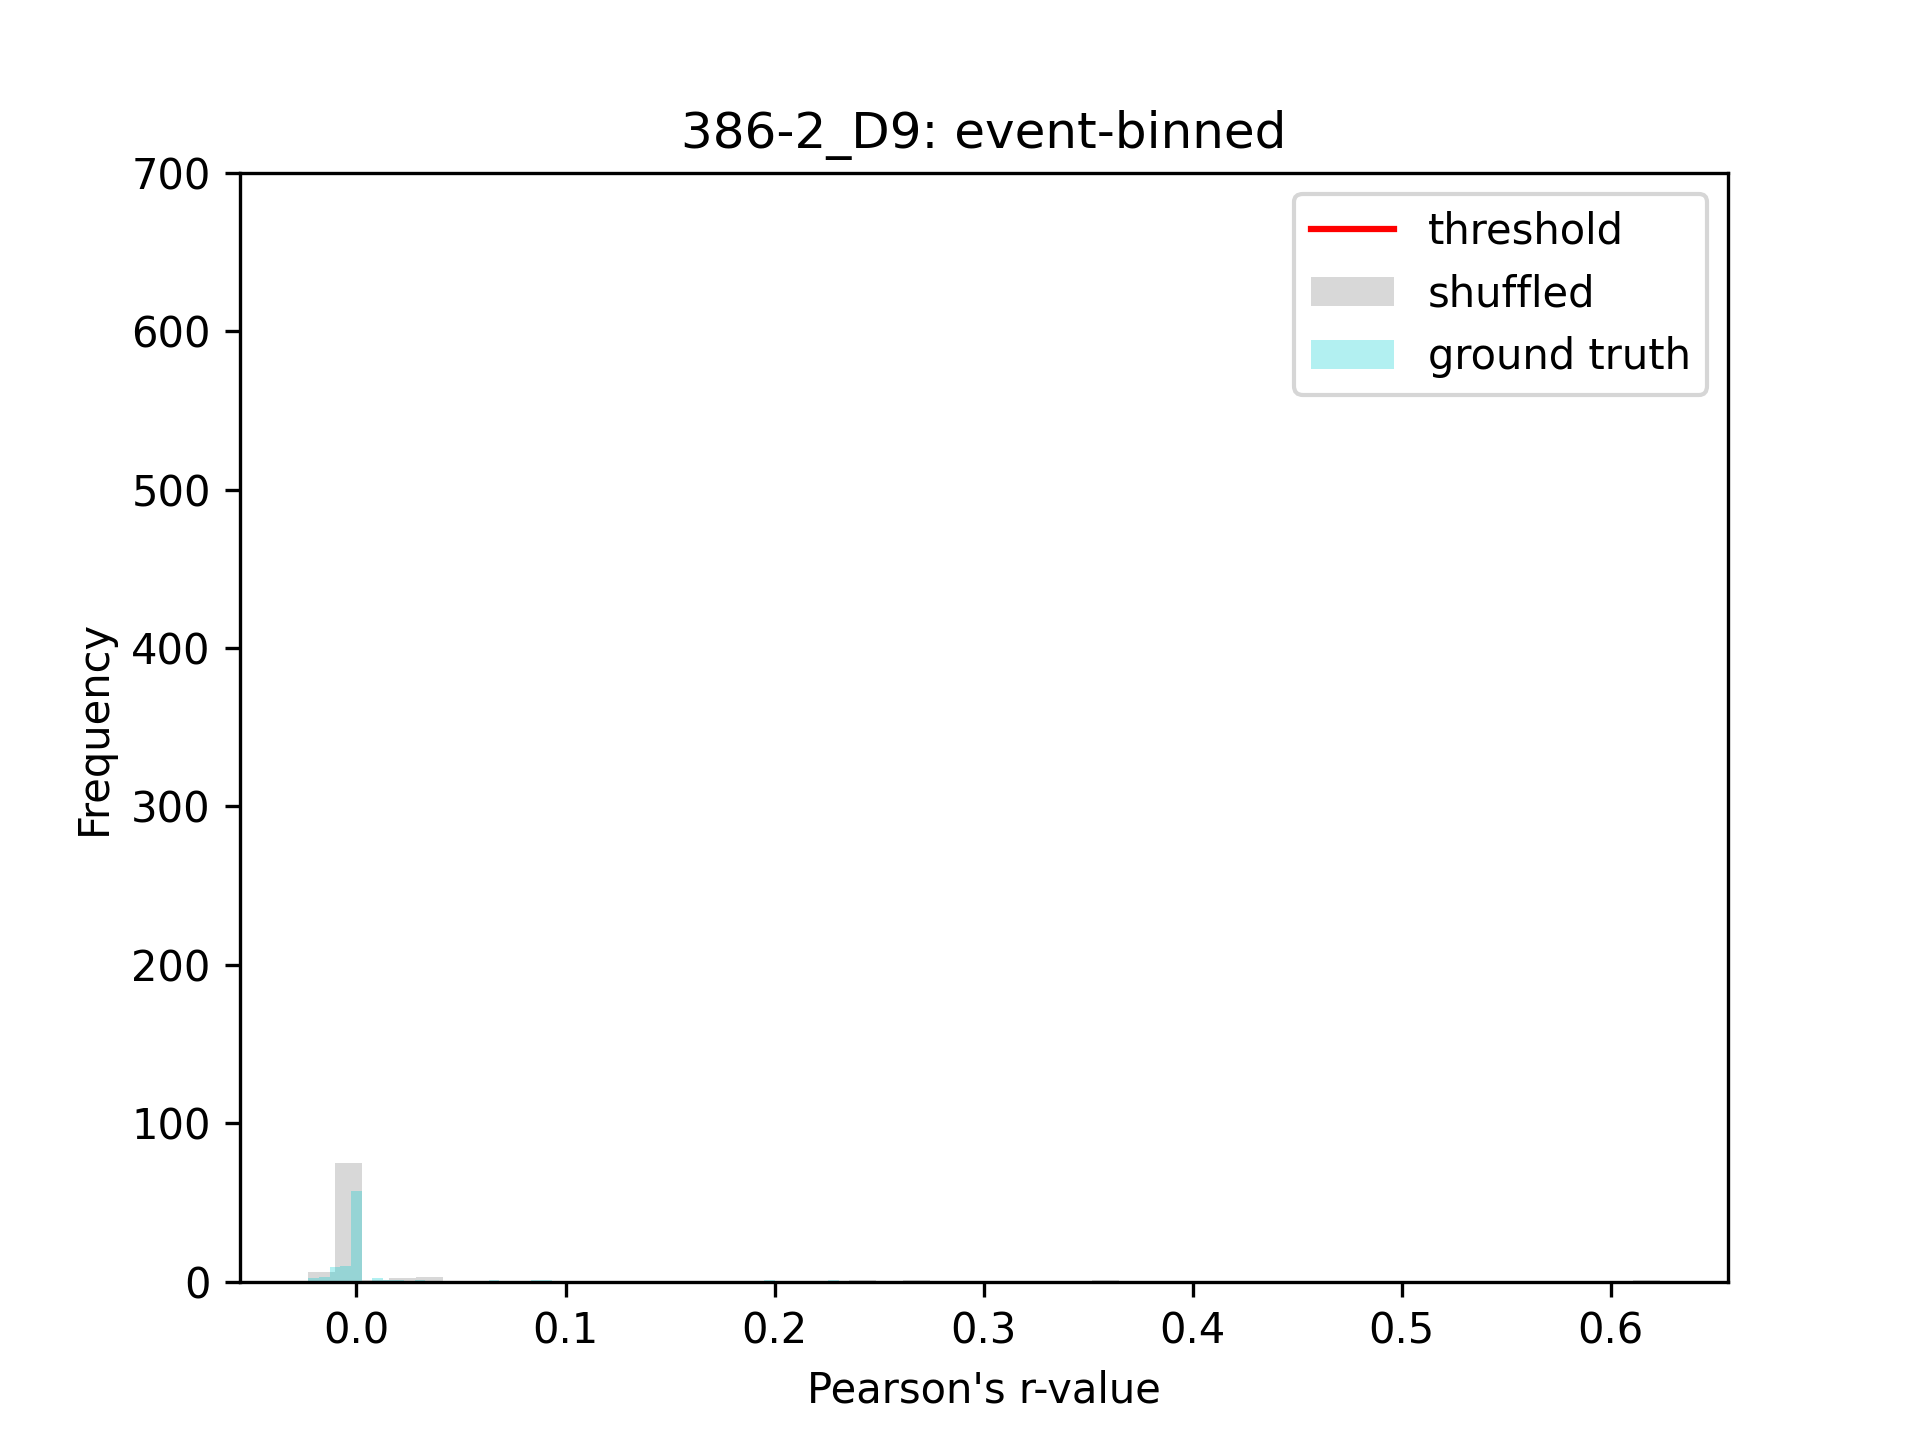 386-2_D9: event-binned
700
600
500
400
300
200
100
0
Frequency
threshold
shuffled
ground truth
0.0 0.1 0.2 0.3 0.4 0.5 0.6
Pearson's r-value